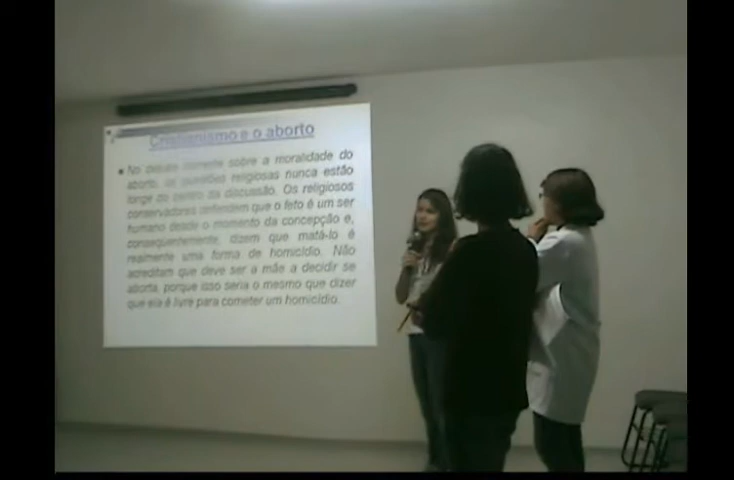 Cristianismo e o aborto
No debate corrente sobre a moralidade do
aborto, as questões religiosas nunca estão
longe do centro da discussão. Os religiosos
conservadores defendem que o feto é um ser
humano desde o momento da concepção e,
consequentemente, dizem que matá-lo é
realmente uma forma de homicídio. Não
acreditam que deve ser a mãe a decidir se
aborta, porque isso seria o mesmo que dizer
que ela é livre para cometer um homicídio.